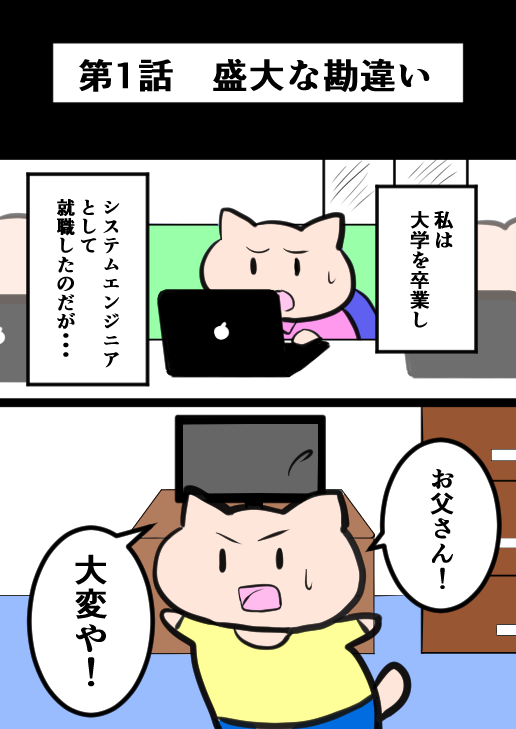 第1話　盛大な勘違い
私は
大学を卒業し
システムエンジニア
として
就職したのだが・・・
お父さん！
大変や！